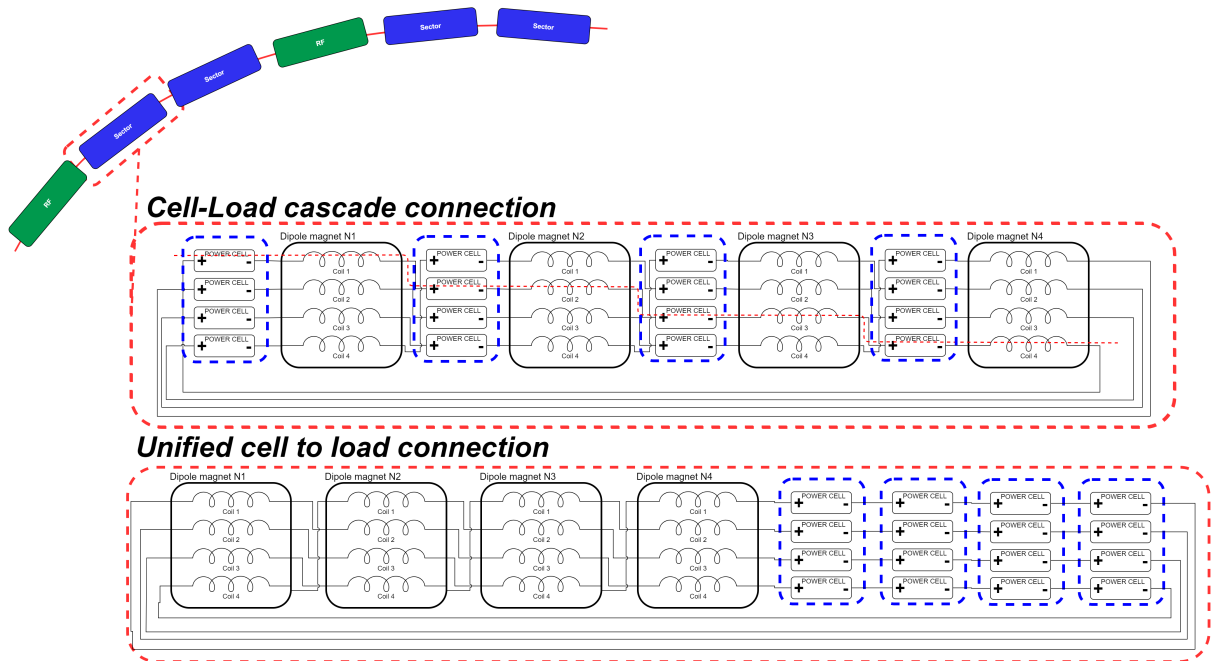 Sector
Sector
RF
Sector
Sector
RF
Cell-Load cascade connection
Dipole magnet N1
Dipole magnet N2
Dipole magnet N3
Dipole magnet N4
+ POWER CELL -
Coil 1
+ POWER CELL -
Coil 1
+ POWER CELL -
Coil 1
+ POWER CELL -
Coil 1
+ POWER CELL -
Coil 2
+ POWER CELL -
Coil 2
+ POWER CELL -
Coil 2
+ POWER CELL -
Coil 2
+ POWER CELL -
Coil 3
+ POWER CELL -
Coil 3
+ POWER CELL -
Coil 3
+ POWER CELL -
Coil 3
+ POWER CELL -
Coil 4
+ POWER CELL -
Coil 4
+ POWER CELL -
Coil 4
+ POWER CELL -
Coil 4
Unified cell to load connection
Dipole magnet N1
Dipole magnet N2
Dipole magnet N3
Dipole magnet N4
Coil 1
Coil 1
Coil 1
Coil 1
+ POWER CELL -
+ POWER CELL -
+ POWER CELL -
+ POWER CELL -
Coil 2
Coil 2
Coil 2
Coil 2
+ POWER CELL -
+ POWER CELL -
+ POWER CELL -
+ POWER CELL -
Coil 3
Coil 3
Coil 3
Coil 3
+ POWER CELL -
+ POWER CELL -
+ POWER CELL -
+ POWER CELL -
Coil 4
Coil 4
Coil 4
Coil 4
+ POWER CELL -
+ POWER CELL -
+ POWER CELL -
+ POWER CELL -